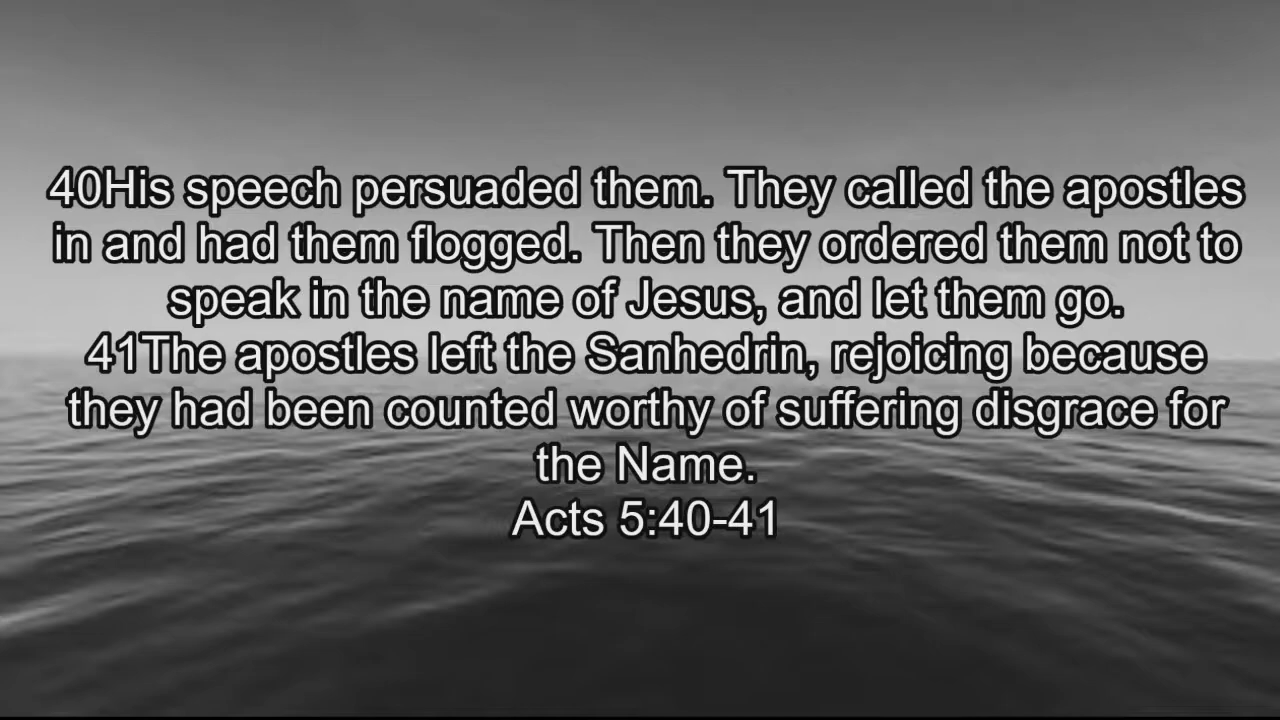 40His speech persuaded them. They called the apostles
in and had them flogged. Then they ordered them not to
speak in the name of Jesus, and let them go.
41The apostles left the Sanhedrin, rejoicing because
they had been counted worthy of suffering disgrace for
the Name.
Acts 5:40-41